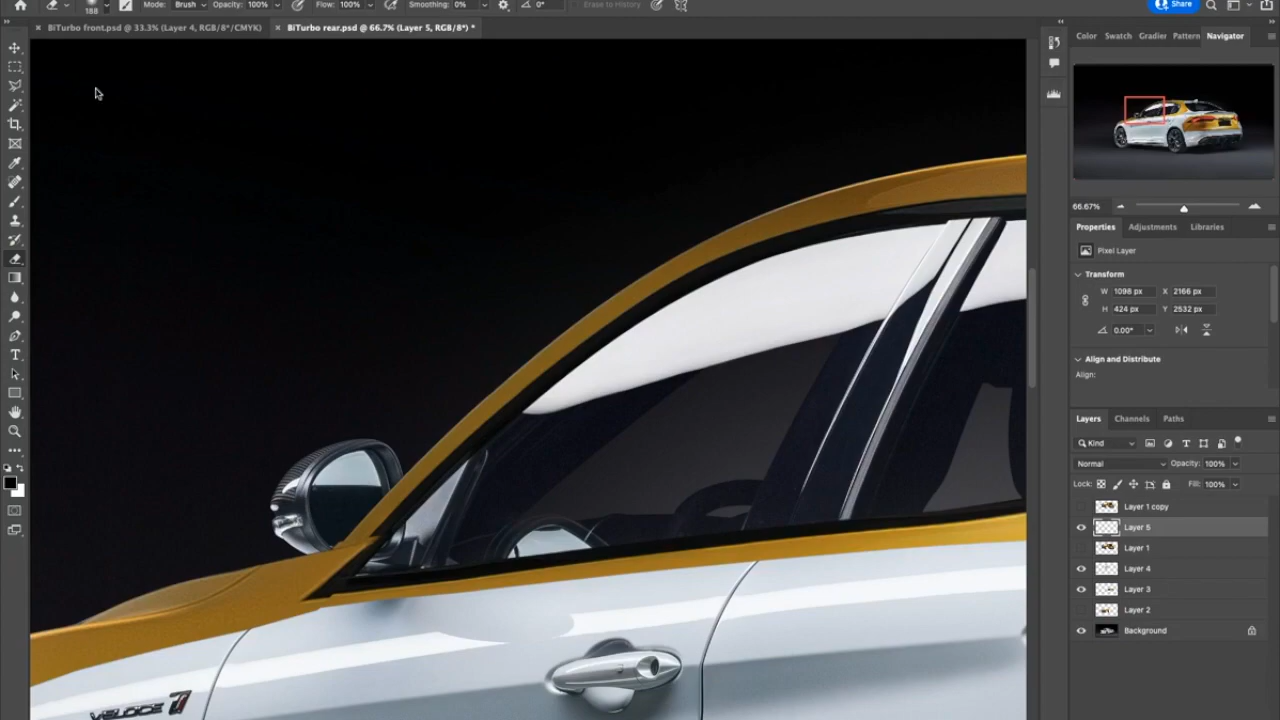 188 Mode: Brush Opacity: 100% Flow: 100% Smoothing: 0% 0° Erase to History Share
BiTurbo front.psd @ 33.3% (Layer 4, RGB/8*/CMYK) BiTurbo rear.psd @ 66.7% (Layer 5, RGB/8*) *
Color Swatch Gradier Pattern Navigator
66.67%
Properties Adjustments Libraries
Pixel Layer
Transform
W 1098 px X 2166 px
H 424 px Y 2532 px
0.00°
Align and Distribute
Align:
Layers Channels Paths
Kind
Normal Opacity: 100%
Lock: Fill: 100%
Layer 1 copy
Layer 5
Layer 1
Layer 4
Layer 3
Layer 2
Background
VELOCE